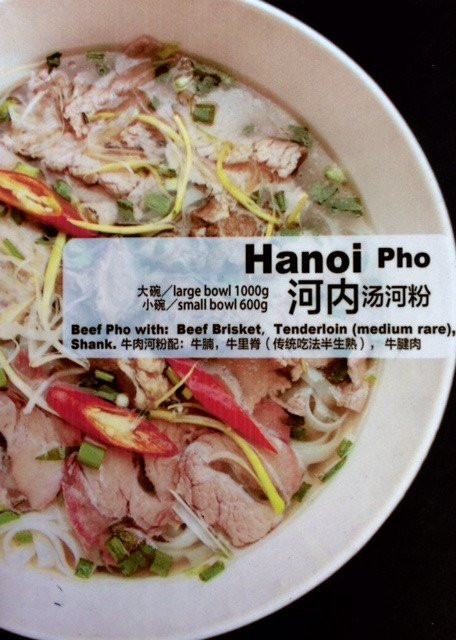 Hanoi Pho
大碗／large bowl 1000g
小碗／small bowl 600g
河内汤河粉
Beef Pho with: Beef Brisket, Tenderloin (medium rare),
Shank. 牛肉河粉配：牛腩，牛里脊（传统吃法半生熟），牛腱肉